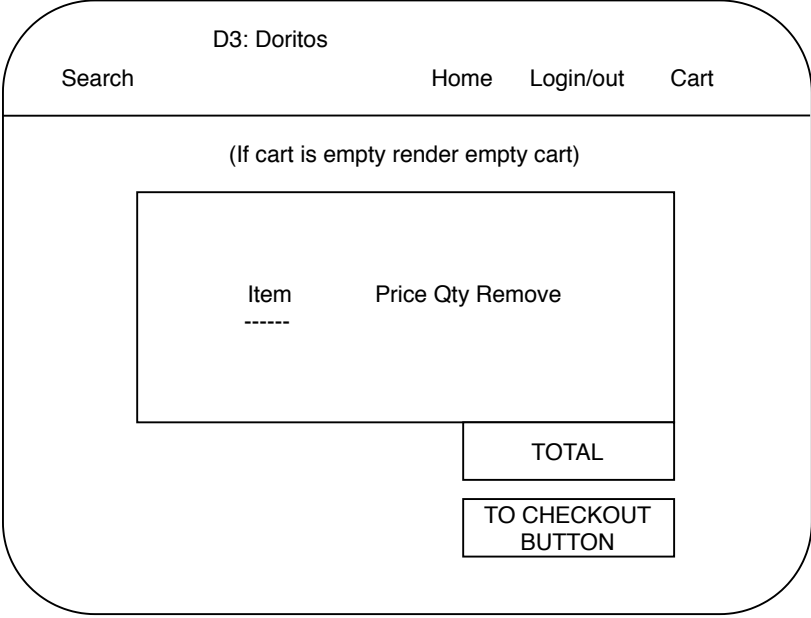 D3: Doritos
Search Home Login/out Cart
(If cart is empty render empty cart)
Item Price Qty Remove
------
TOTAL
TO CHECKOUT
BUTTON